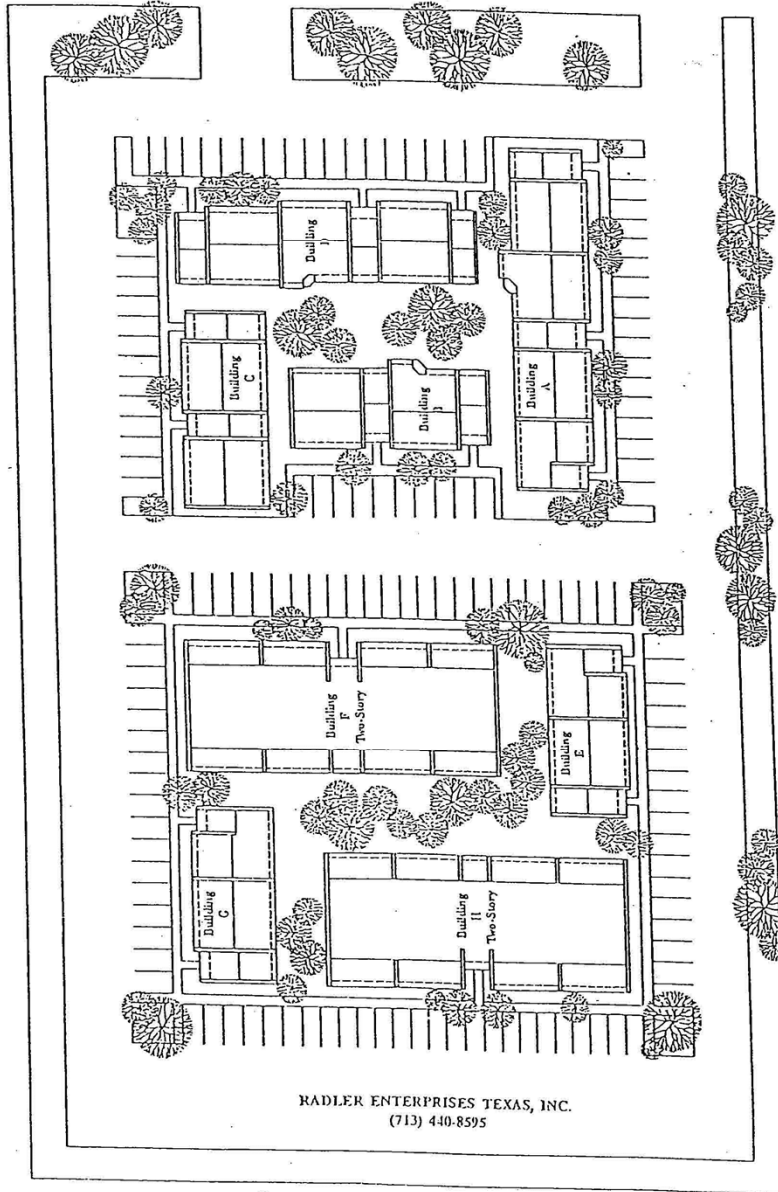 Building
D
Building
C
Building
Building
A
Building
F
Two-Story
Building
E
Building
G
Building
H
Two-Story
RADLER ENTERPRISES TEXAS, INC.
(713) 440-8595